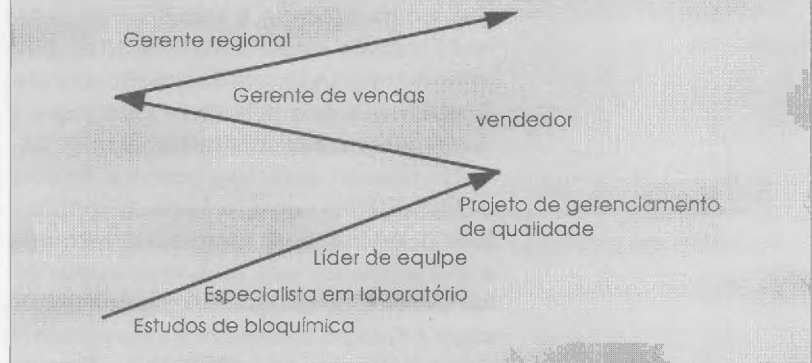 Gerente regional
Gerente de vendas
vendedor
Projeto de gerenciamento
de qualidade
Líder de equipe
Especialista em laboratório
Estudos de bloquímica